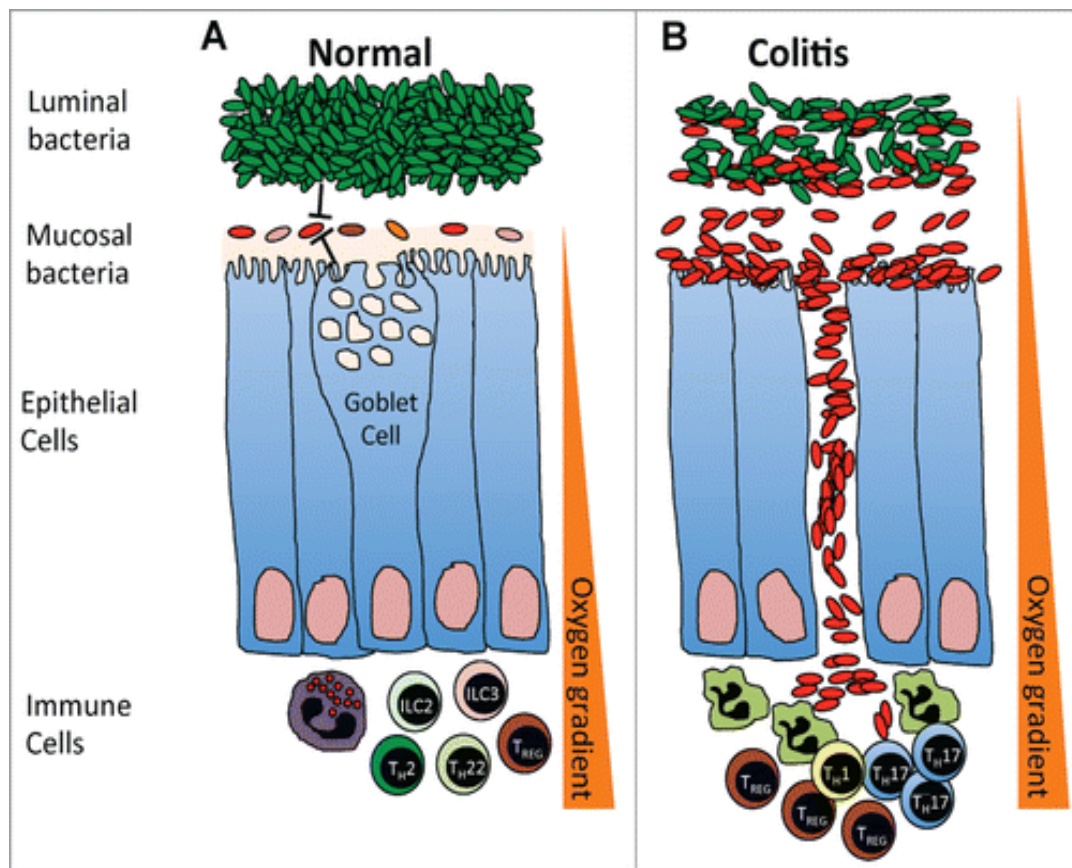 A
Normal
B
Colitis
Luminal
bacteria
Mucosal
bacteria
Epithelial
Cells
Goblet
Cell
Oxygen gradient
Oxygen gradient
Immune
Cells
ILC2
ILC3
TREG
TH2
TH22
TREG
TREG
TREG
TH1
TH17
TH17
TH17